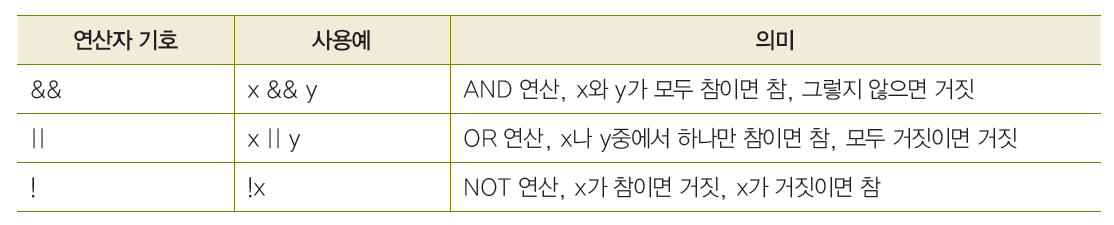 연산자 기호 사용예 의미
&& x && y AND 연산, x와 y가 모두 참이면 참, 그렇지 않으면 거짓
|| x || y OR 연산, x나 y중에서 하나만 참이면 참, 모두 거짓이면 거짓
! !x NOT 연산, x가 참이면 거짓, x가 거짓이면 참